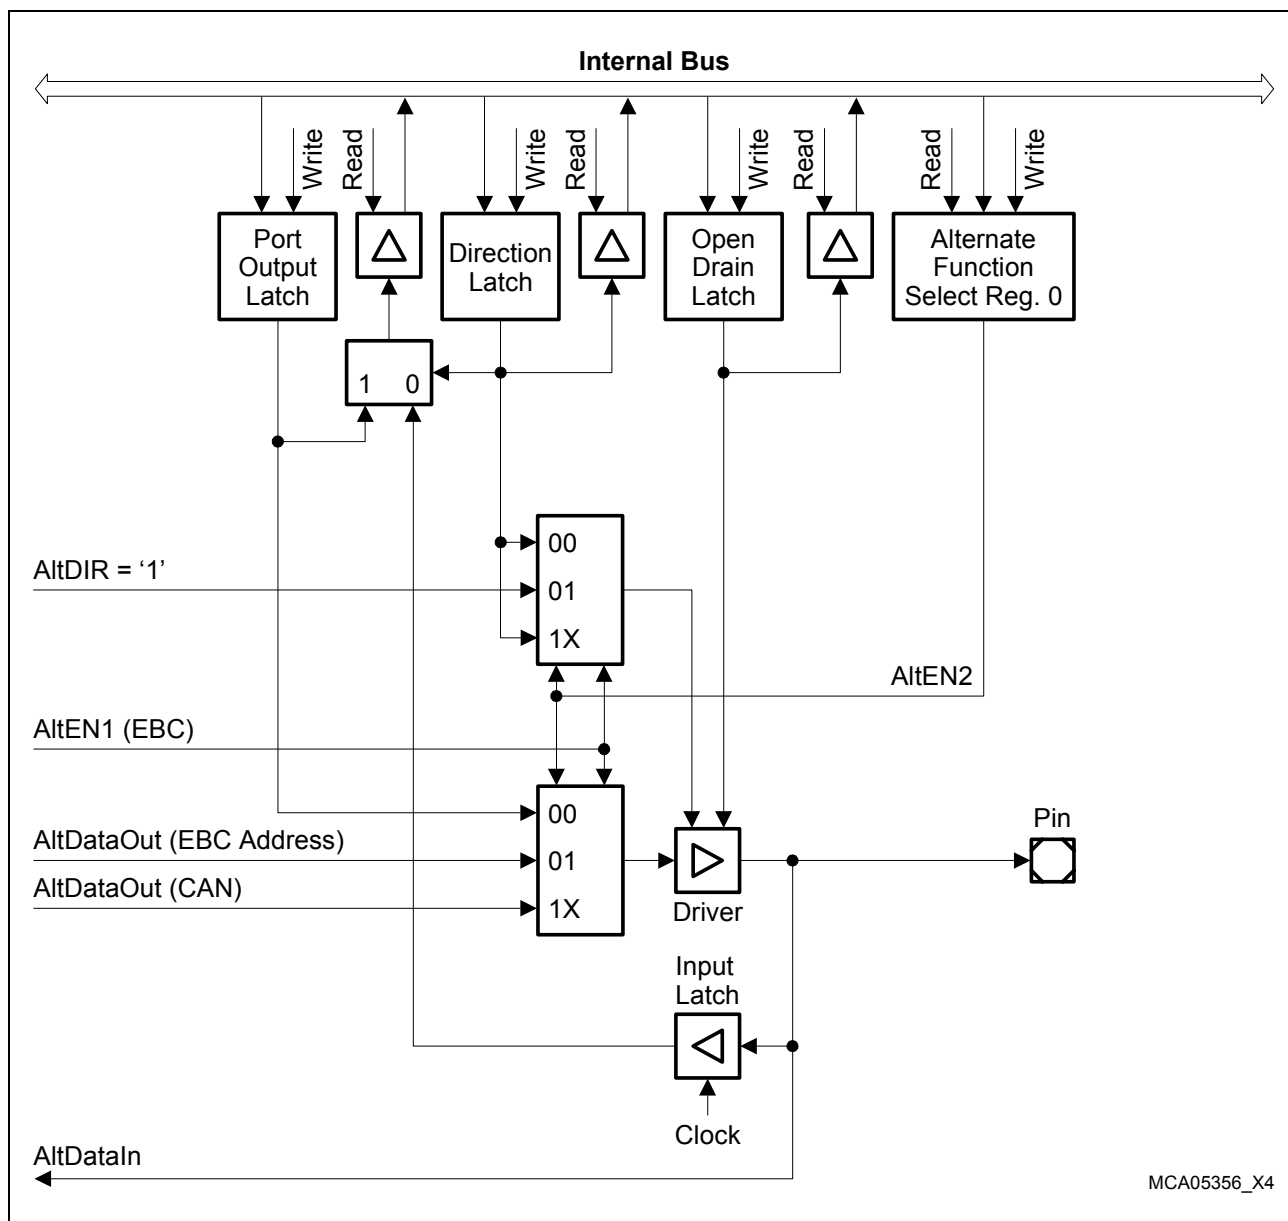 Internal Bus
Write
Read
Write
Read
Write
Read
Read
Write
Port
Output
Latch
Direction
Latch
Open
Drain
Latch
Alternate
Function
Select Reg. 0
1 0
00
AltDIR = ‘1’
01
1X
AltEN2
AltEN1 (EBC)
00
AltDataOut (EBC Address)
01
AltDataOut (CAN)
1X
Pin
Driver
Input
Latch
Clock
AltDataIn
MCA05356_X4